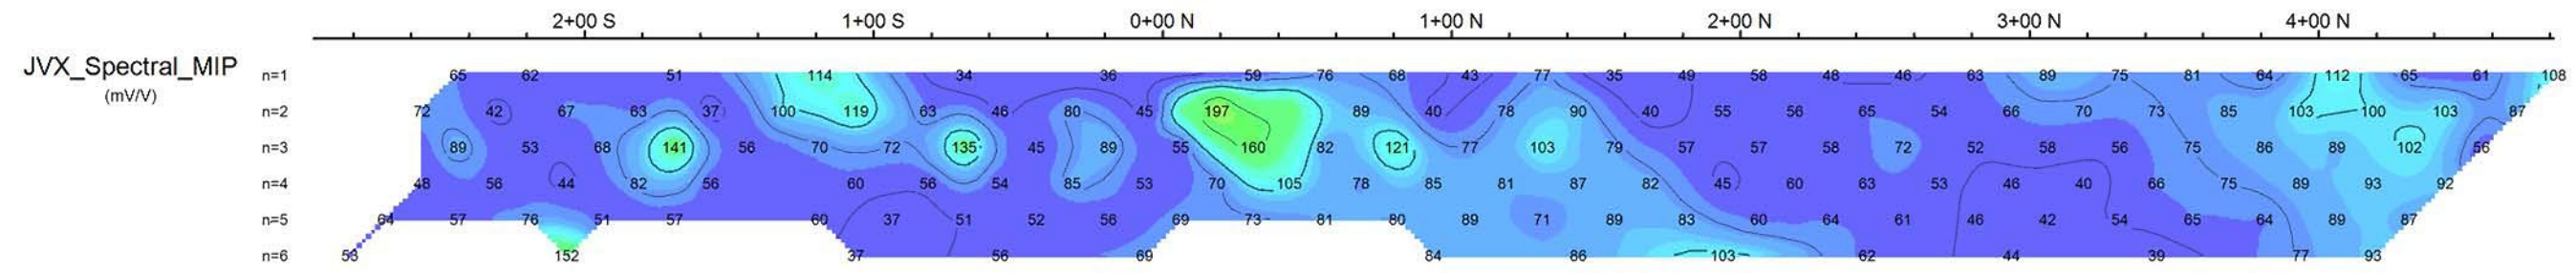 2+00 S 1+00 S 0+00 N 1+00 N 2+00 N 3+00 N 4+00 N
JVX_Spectral_MIP
(mV/V)
n=1 65 62 51 114 34 36 59 76 68 43 77 35 49 58 48 46 63 89 75 81 64 112 65 61 108
n=2 72 42 67 63 37 100 119 63 46 80 45 197 89 40 78 90 40 55 56 65 54 66 70 73 85 103 100 103 87
n=3 89 53 68 141 56 70 72 135 45 89 55 160 82 121 77 103 79 57 57 58 72 52 58 56 75 86 89 102 56
n=4 48 56 44 82 56 60 56 54 85 53 70 105 78 85 81 87 82 45 60 63 53 46 40 66 75 89 93 92
n=5 64 57 76 51 57 60 37 51 52 56 69 73 81 80 89 71 89 83 60 64 61 46 42 54 65 64 89 87
n=6 53 152 37 56 69 84 86 103 62 44 39 77 93